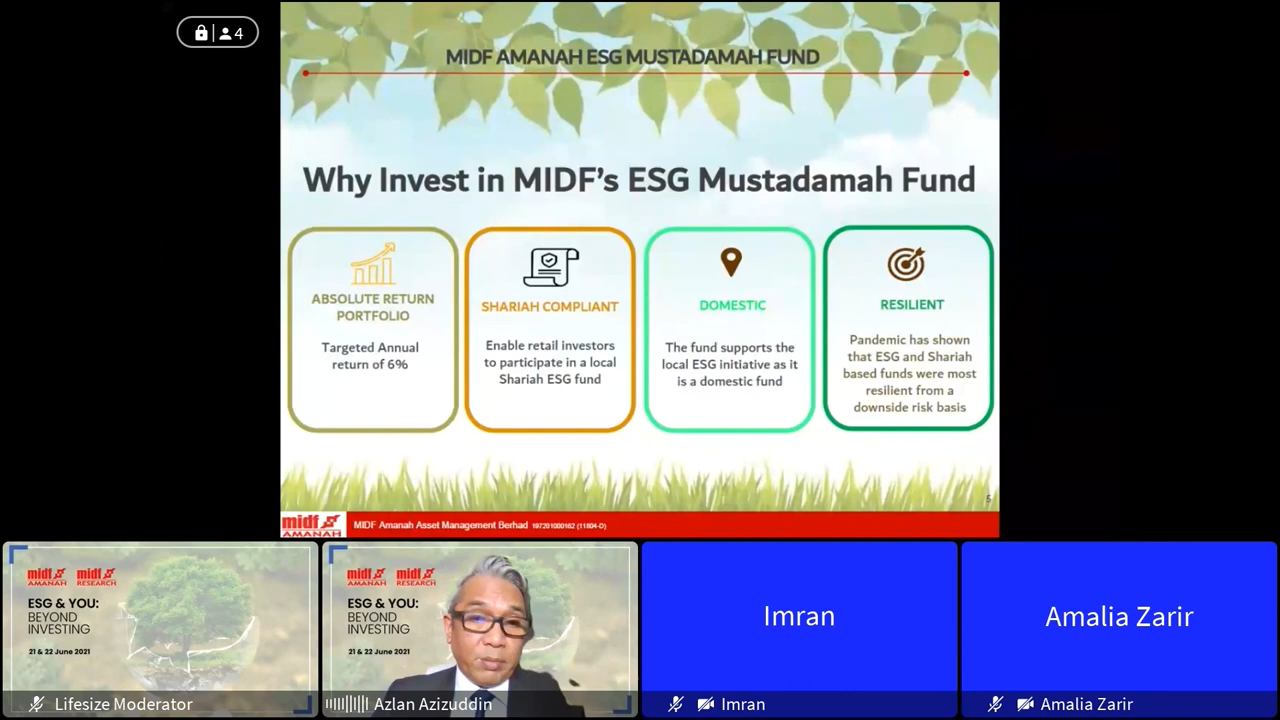 4
MIDF AMANAH ESG MUSTADAMAH FUND
Why Invest in MIDF's ESG Mustadamah Fund
ABSOLUTE RETURN
PORTFOLIO
Targeted Annual
return of 6%
SHARIAH COMPLIANT
Enable retail investors
to participate in a local
Shariah ESG fund
DOMESTIC
The fund supports the
local ESG initiative as it
is a domestic fund
RESILIENT
Pandemic has shown
that ESG and Shariah
based funds were most
resilient from a
downside risk basis
5
midf
AMANAH
MIDF Amanah Asset Management Berhad 197201000162 (11804-D)
midf
AMANAH
midf
RESEARCH
ESG & YOU:
BEYOND
INVESTING
21 & 22 June 2021
Lifesize Moderator
midf
AMANAH
midf
RESEARCH
ESG & YOU:
BEYOND
INVESTING
21 & 22 June 2021
Azlan Azizuddin
Imran
Imran
Amalia Zarir
Amalia Zarir